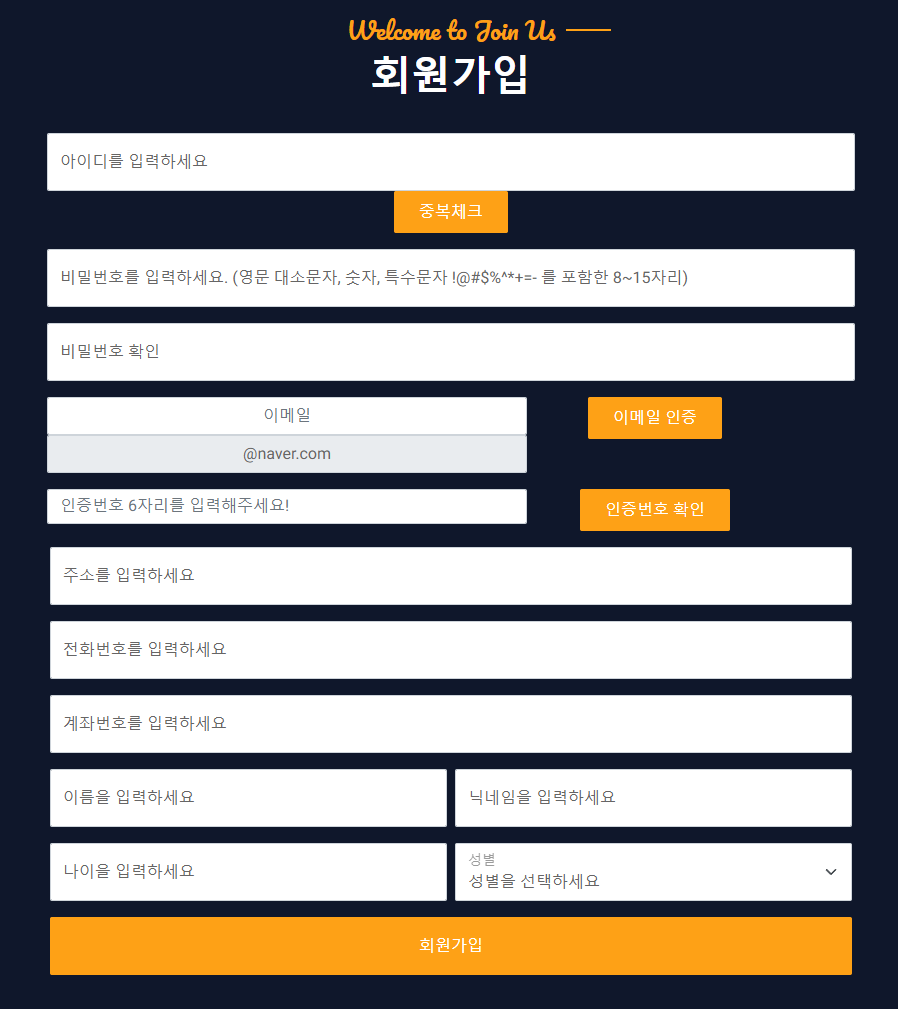 Welcome to Join Us
회원가입
아이디를 입력하세요
중복체크
비밀번호를 입력하세요. (영문 대소문자, 숫자, 특수문자 !@#$%^*+=- 를 포함한 8~15자리)
비밀번호 확인
이메일
이메일 인증
@naver.com
인증번호 6자리를 입력해주세요!
인증번호 확인
주소를 입력하세요
전화번호를 입력하세요
계좌번호를 입력하세요
이름을 입력하세요
닉네임을 입력하세요
나이을 입력하세요
성별
성별을 선택하세요
회원가입